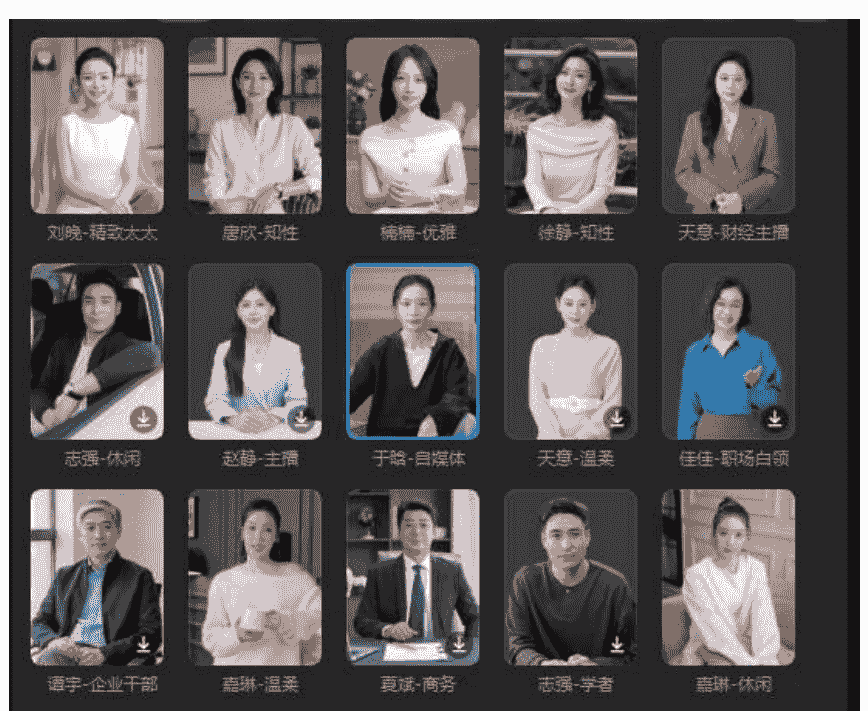 刘晚-精致太太
唐欣-知性
楠楠-优雅
徐静-知性
天意-财经主播
志强-休闲
赵静-主播
于晗-自媒体
天意-温柔
佳佳-职场白领
谭宇-企业干部
嘉琳-温柔
夏斌-商务
志强-学者
嘉琳-休闲